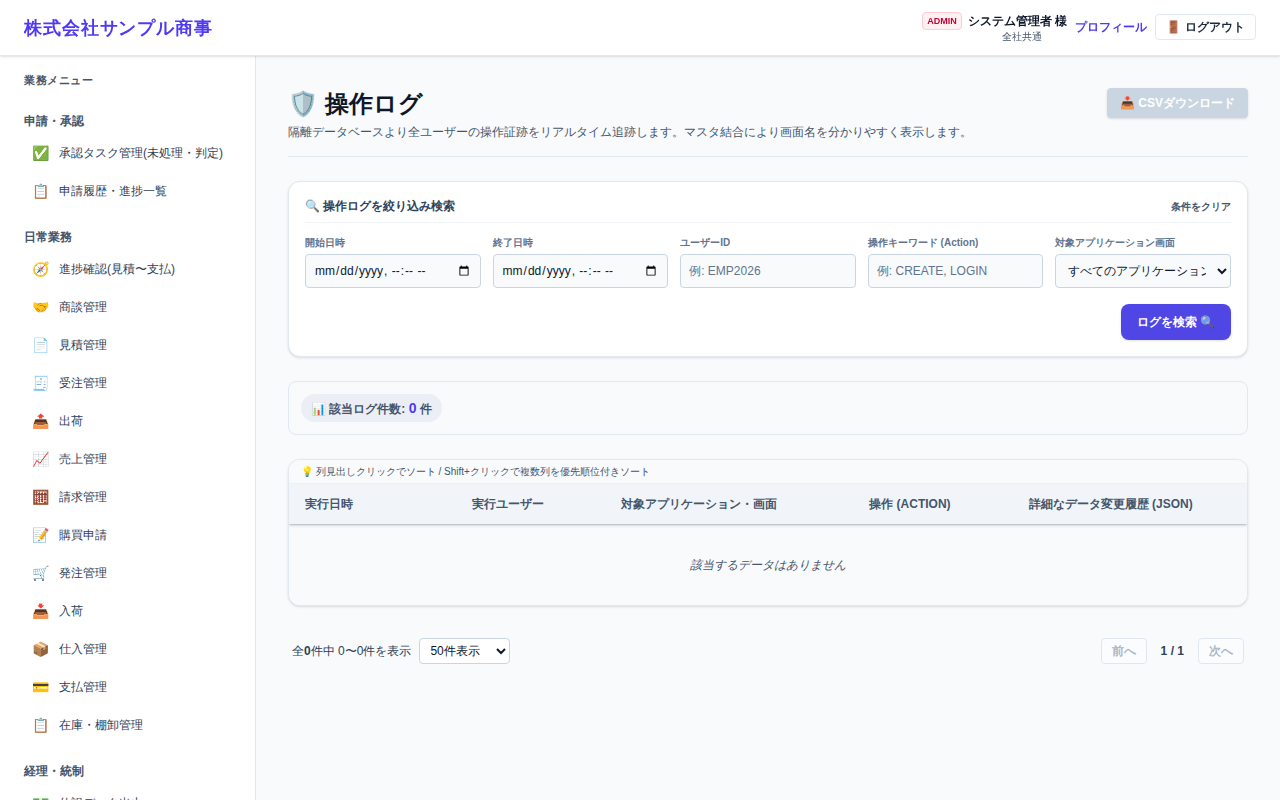 株式会社サンプル商事
ADMIN システム管理者 様
全社共通
プロフィール
ログアウト
業務メニュー
申請・承認
承認タスク管理(未処理・判定)
申請履歴・進捗一覧
日常業務
進捗確認(見積〜支払)
商談管理
見積管理
受注管理
出荷
売上管理
請求管理
購買申請
発注管理
入荷
仕入管理
支払管理
在庫・棚卸管理
経理・統制
操作ログ
CSVダウンロード
隔離データベースより全ユーザーの操作証跡をリアルタイム追跡します。マスタ結合により画面名を分かりやすく表示します。
操作ログを絞り込み検索
条件をクリア
開始日時 終了日時 ユーザーID 操作キーワード (Action) 対象アプリケーション画面
mm/dd/yyyy, --:-- -- mm/dd/yyyy, --:-- -- 例: EMP2026 例: CREATE, LOGIN すべてのアプリケーション
ログを検索
該当ログ件数: 0 件
列見出しクリックでソート / Shift+クリックで複数列を優先順位付きソート
実行日時 実行ユーザー 対象アプリケーション・画面 操作 (ACTION) 詳細なデータ変更履歴 (JSON)
該当するデータはありません
全0件中 0〜0件を表示 50件表示
前へ 1 / 1 次へ